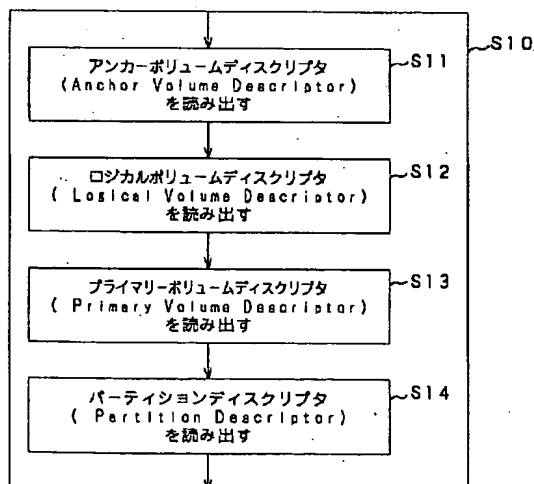 S10
アンカーボリュームディスクリプタ
(Anchor Volume Descriptor)
を読み出す
S11
ロジカルボリュームディスクリプタ
( Logical Volume Descriptor)
を読み出す
S12
プライマリーボリュームディスクリプタ
( Primary Volume Descriptor)
を読み出す
S13
パーティションディスクリプタ
( Partition Descriptor)
を読み出す
S14